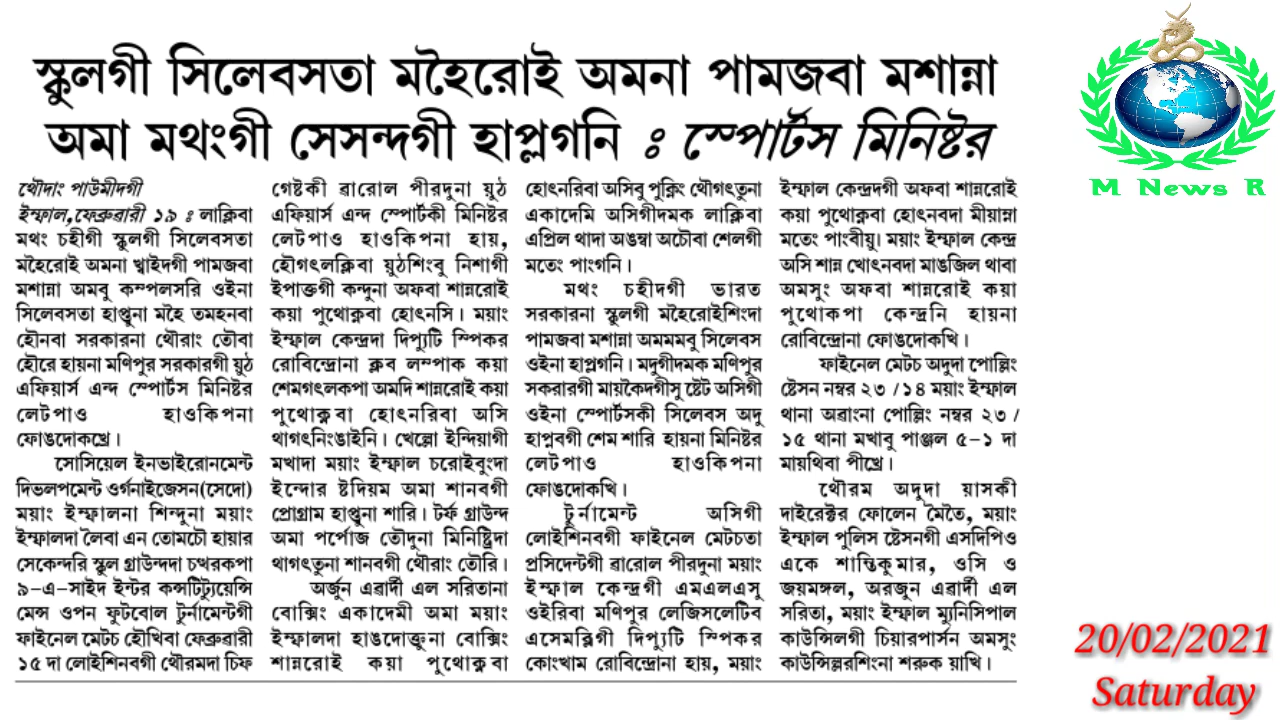 স্কুলগী সিলেবসতা মহৈরোই অমনা পামজবা মশান্না
অমা মথংগী সেসন্দগী হাপ্লগনি ঃ স্পোর্টস মিনিষ্টর
থৌদাং পাউমীদগী
ইম্ফাল,ফেব্রুৱারী ১৯ ঃ লাক্লিবা
মথং চহীগী স্কুলগী সিলেবসতা
মহৈরোই অমনা খ্বাইদগী পামজবা
মশান্না অমবু কম্পলসরি ওইনা
সিলেবসতা হাপ্তুনা মহৈ তমহনবা
হৌনবা সরকারনা থৌরাং তৌবা
হৌরে হায়না মণিপুর সরকারগী য়ুঠ
এফিয়ার্স এন্দ স্পোর্টস মিনিষ্টর
লেটপাও হাওকিপনা
ফোঙদোকখ্রে।
সোসিয়েল ইনভাইরোনমেন্ট
দিভলপমেন্ট ওর্গনাইজেসন(সেদো)
ময়াং ইম্ফালনা শিন্দুনা ময়াং
ইম্ফালদা লৈবা এন তোমচৌ হায়ার
সেকেন্দরি স্কুল গ্রাউন্দদা চত্থরকপা
৯-এ-সাইদ ইন্টর কন্সটিট্যুয়েন্সি
মেন্স ওপন ফুটবোল টুর্নামেন্টগী
ফাইনেল মেটচ হৌখিবা ফেব্রুৱারী
১৫ দা লোইশিনবগী থৌরমদা চিফ
গেষ্টকী ৱারোল পীরদুনা য়ুঠ
এফিয়ার্স এন্দ স্পোর্টকী মিনিষ্টর
লেটপাও হাওকিপনা হায়,
হৌগৎলক্লিবা য়ুঠশিংবু নিশাগী
ইপাক্তগী কন্দুনা অফবা শান্নরোই
কয়া পুথোক্নবা হোৎনসি। ময়াং
ইম্ফাল কেন্দ্রদা দিপ্যুটি স্পিকর
রোবিন্দ্রোনা ক্লব লম্পাক কয়া
শেমগৎলকপা অমদি শান্নরোই কয়া
পুথোক্নবা হোৎনরিবা অসি
থাগৎনিংঙাইনি। খেল্লো ইন্দিয়াগী
মখাদা ময়াং ইম্ফাল চরোইবুংদা
ইন্দোর ষ্টদিয়ম অমা শানবগী
প্রোগ্রাম হাপ্তুনা শারি। টর্ফ গ্রাউন্দ
অমা পর্পোজ তৌদুনা মিনিষ্ট্রিদা
থাগৎতুনা শানবগী থৌরাং তৌরি।
অর্জুন এৱার্দী এল সরিতানা
বোক্সিং একাদেমী অমা ময়াং
ইম্ফালদা হাঙদোক্তুনা বোক্সিং
শান্নরোই কয়া পুথোক্নবা
হোৎনরিবা অসিবু পুক্নিং থৌগৎতুনা
একাদেমি অসিগীদমক লাক্লিবা
এপ্রিল থাদা অঙম্বা অচৌবা শেলগী
মতেং পাংগনি।
মথং চহীদগী ভারত
সরকারনা স্কুলগী মহৈরোইশিংদা
পামজবা মশান্না অমমমবু সিলেবস
ওইনা হাপ্লগনি। মদুগীদমক মণিপুর
সকরারগী মায়কৈদগীসু ষ্টেট অসিগী
ওইনা স্পোর্টসকী সিলেবস অদু
হাপ্নবগী শেম শারি হায়না মিনিষ্টর
লেটপাও হাওকিপনা
ফোঙদোকখি।
টুর্নামেন্ট অসিগী
লোইশিনবগী ফাইনেল মেটচতা
প্রসিদেন্টগী ৱারোল পীরদুনা ময়াং
ইম্ফাল কেন্দ্রগী এমএলএসু
ওইরিবা মণিপুর লেজিসলেটিব
এসেমব্লিগী দিপ্যুটি স্পিকর
কোংখাম রোবিন্দ্রোনা হায়, ময়াং
ইম্ফাল কেন্দ্রদগী অফবা শান্নরোই
কয়া পুথোক্নবা হোৎনবদা মীয়াম্না
মতেং পাংবীয়ু। ময়াং ইম্ফাল কেন্দ্র
অসি শান্ন খোৎনবদা মাঙজিল থাবা
অমসুং অফবা শান্নরোই কয়া
পুথোকপা কেন্দ্রনি হায়না
রোবিন্দ্রোনা ফোঙদোকখি।
ফাইনেল মেটচ অদুদা পোল্লিং
ষ্টেসন নম্বর ২৩ /১৪ ময়াং ইম্ফাল
থানা অৱাংনা পোল্লিং নম্বর ২৩ /
১৫ থানা মখাবু পাঞ্জল ৫-১ দা
মায়থিবা পীখ্রে।
থৌরম অদুদা য়াসকী
দাইরেক্টর ফোলেন মৈতৈ, ময়াং
ইম্ফাল পুলিস ষ্টেসনগী এসদিপিও
একে শান্তিকুমার, ওসি ও
জয়মঙ্গল, অরজুন এৱার্দী এল
সরিতা, ময়াং ইম্ফাল ম্যুনিসিপাল
কাউন্সিলগী চিয়ারপার্সন অমসুং
কাউন্সিল্লরশিংনা শরুক য়াখি।
M News R
20/02/2021
Saturday